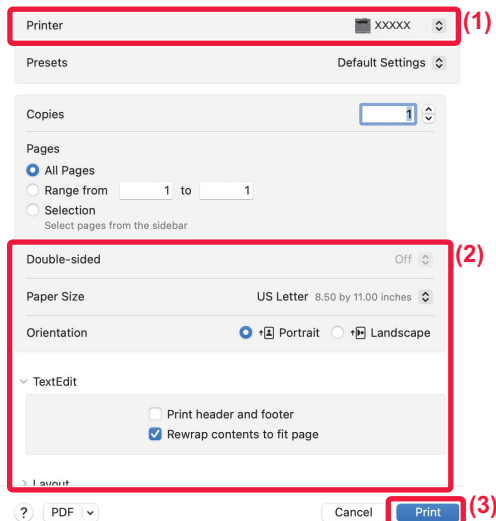 Printer XXXXX (1)
Presets Default Settings
Copies 1
Pages
All Pages
Range from 1 to 1
Selection
Select pages from the sidebar
Double-sided Off (2)
Paper Size US Letter 8.50 by 11.00 inches
Orientation Portrait Landscape
TextEdit
Print header and footer
Rewrap contents to fit page
Layout
? PDF Cancel Print (3)